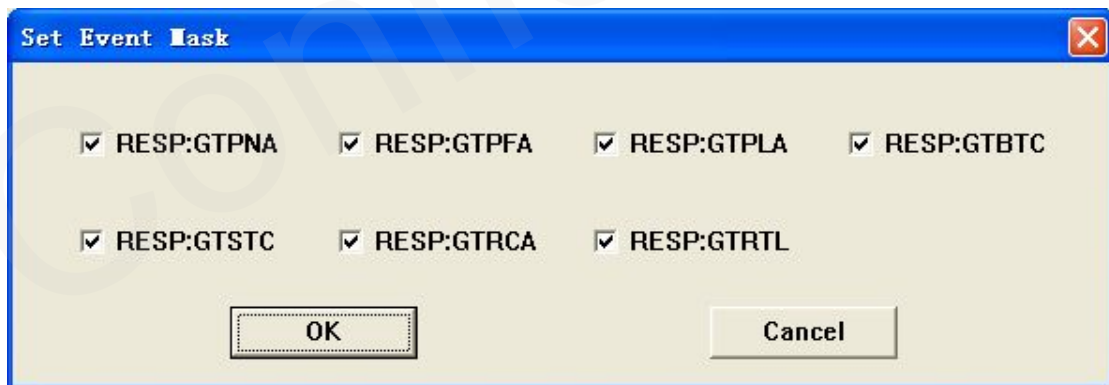 Set Event Mask
RESP:GTPNA RESP:GTPFA RESP:GTPLA RESP:GTBTC
RESP:GTSTC RESP:GTRCA RESP:GTRTL
OK Cancel